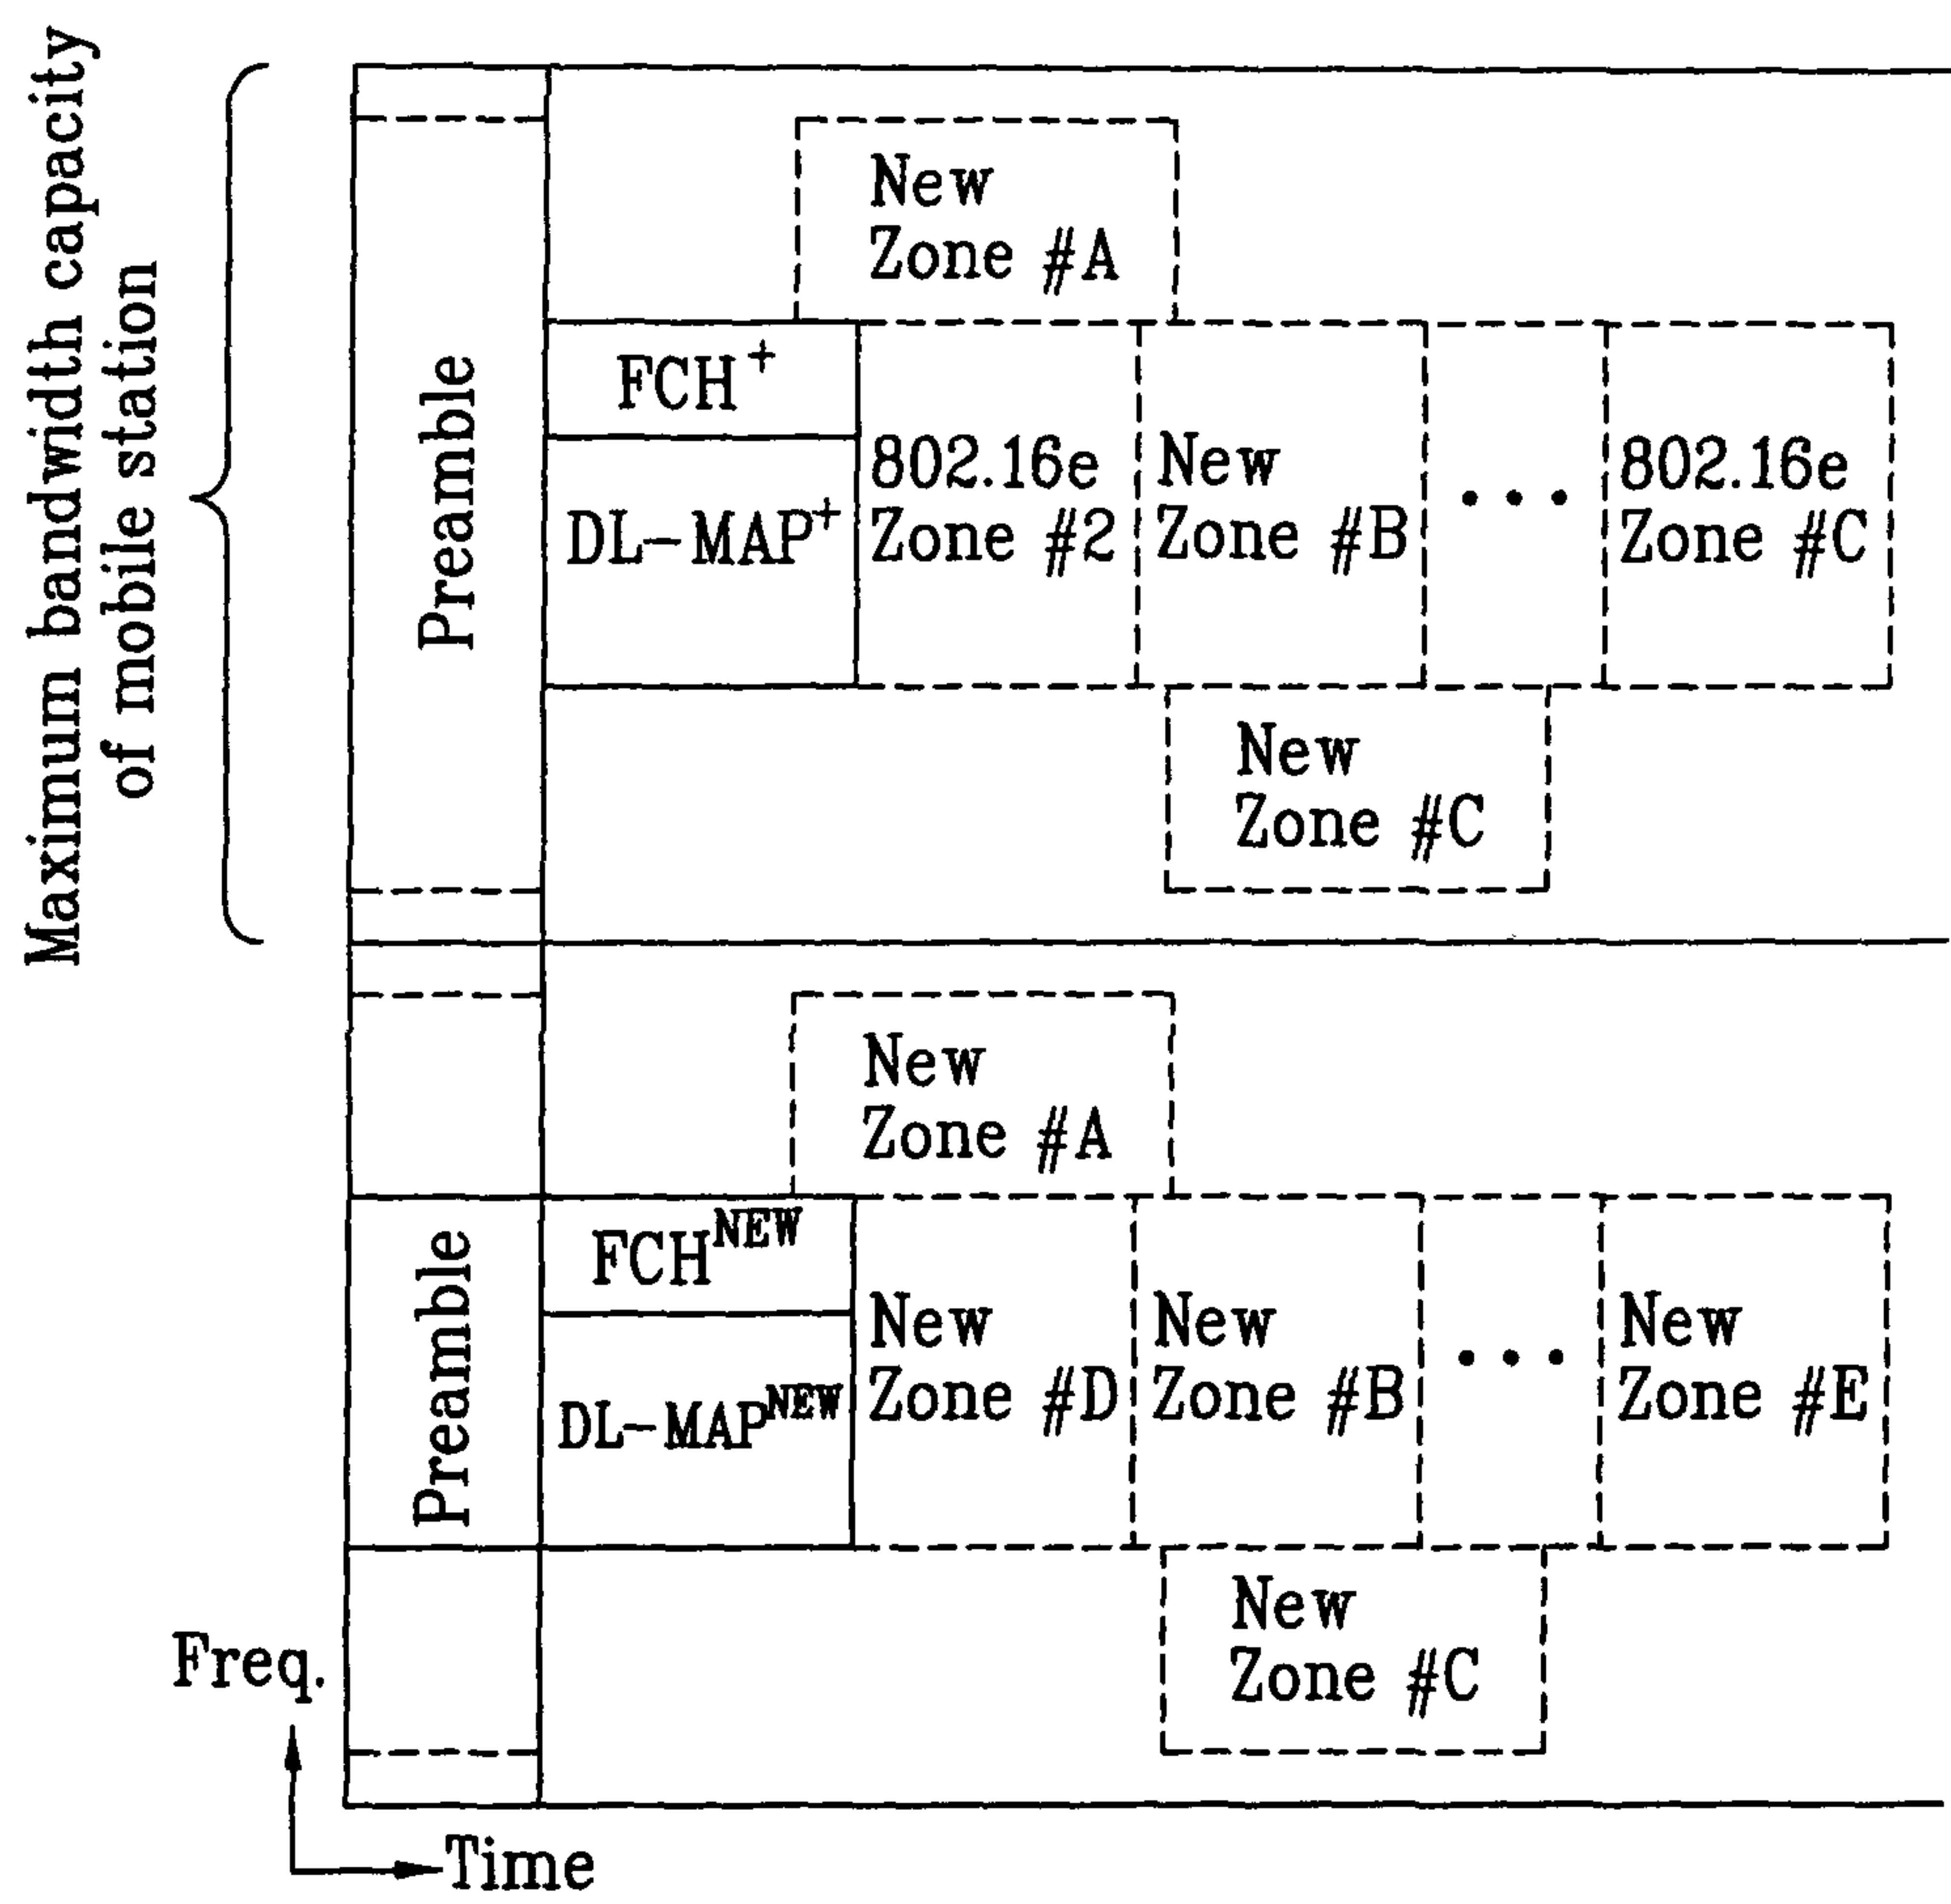 Maximum bandwidth capacity
of mobile station
Preamble
New
Zone #A
FCH+
DL-MAP+
802.16e
Zone #2
New
Zone #B
...
802.16e
Zone #C
New
Zone #C
New
Zone #A
Preamble
FCHNEW
DL-MAPNEW
New
Zone #D
New
Zone #B
...
New
Zone #E
New
Zone #C
Freq.
Time